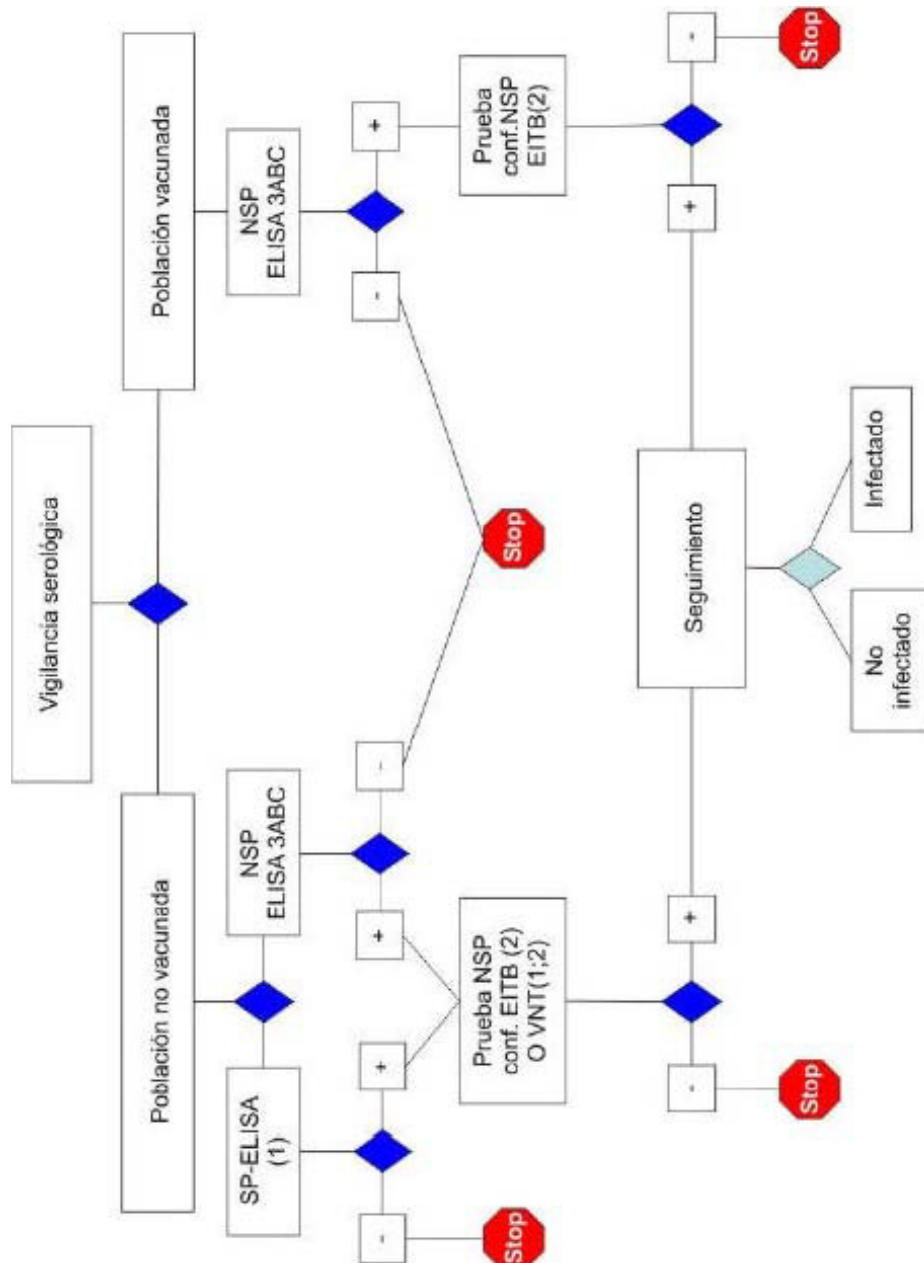 Vigilancia serológica
Población no vacunada
Población vacunada
SP-ELISA
(1)
NSP
ELISA 3ABC
NSP
ELISA 3ABC
-
+
+
-
-
+
Stop
Stop
Prueba NSP
conf. EITB (2)
O VNT(1;2)
Prueba
conf.NSP
EITB(2)
-
+
+
-
Stop
Seguimiento
Stop
No
infectado
Infectado